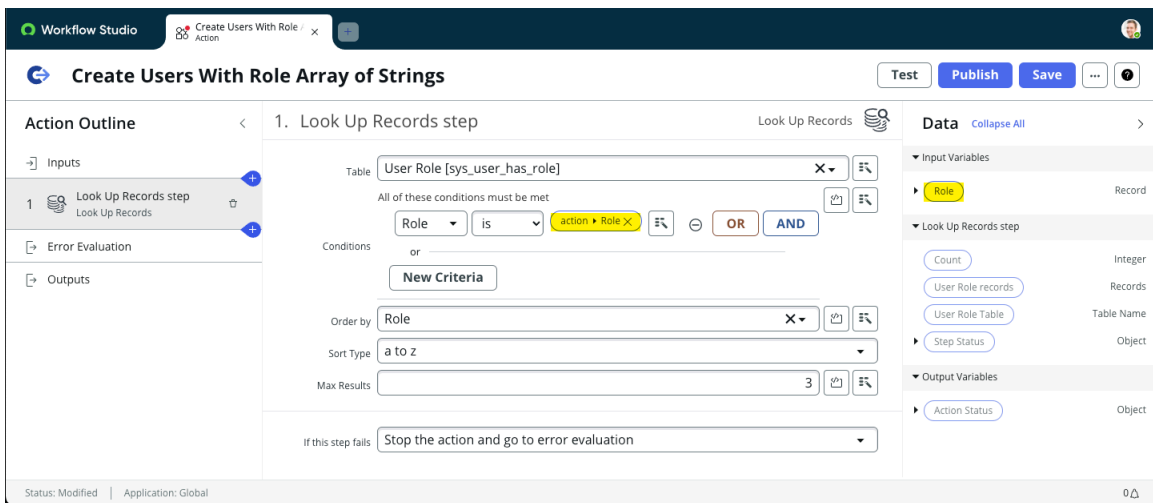 Workflow Studio
Create Users With Role /
Action
Create Users With Role Array of Strings
Test
Publish
Save
...
?
Action Outline
Inputs
1
Look Up Records step
Look Up Records
Error Evaluation
Outputs
1. Look Up Records step
Look Up Records
Table
User Role [sys_user_has_role]
All of these conditions must be met
Conditions
Role
is
action ▸ Role
OR
AND
or
New Criteria
Order by
Role
Sort Type
a to z
Max Results
3
If this step fails
Stop the action and go to error evaluation
Data
Collapse All
Input Variables
Role Record
Look Up Records step
Count Integer
User Role records Records
User Role Table Table Name
Step Status Object
Output Variables
Action Status Object
Status: Modified | Application: Global
0